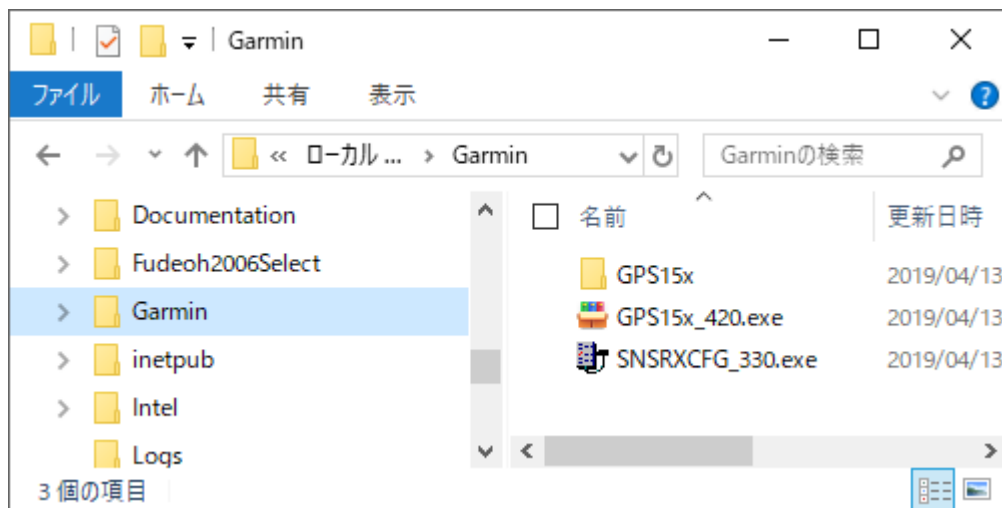 Garmin
ファイル ホーム 共有 表示
« ローカル ... › Garmin Garminの検索
Documentation
Fudeoh2006Select
Garmin
inetpub
Intel
Logs
名前 更新日時
GPS15x 2019/04/13
GPS15x_420.exe 2019/04/13
SNSRXCFG_330.exe 2019/04/13
3 個の項目